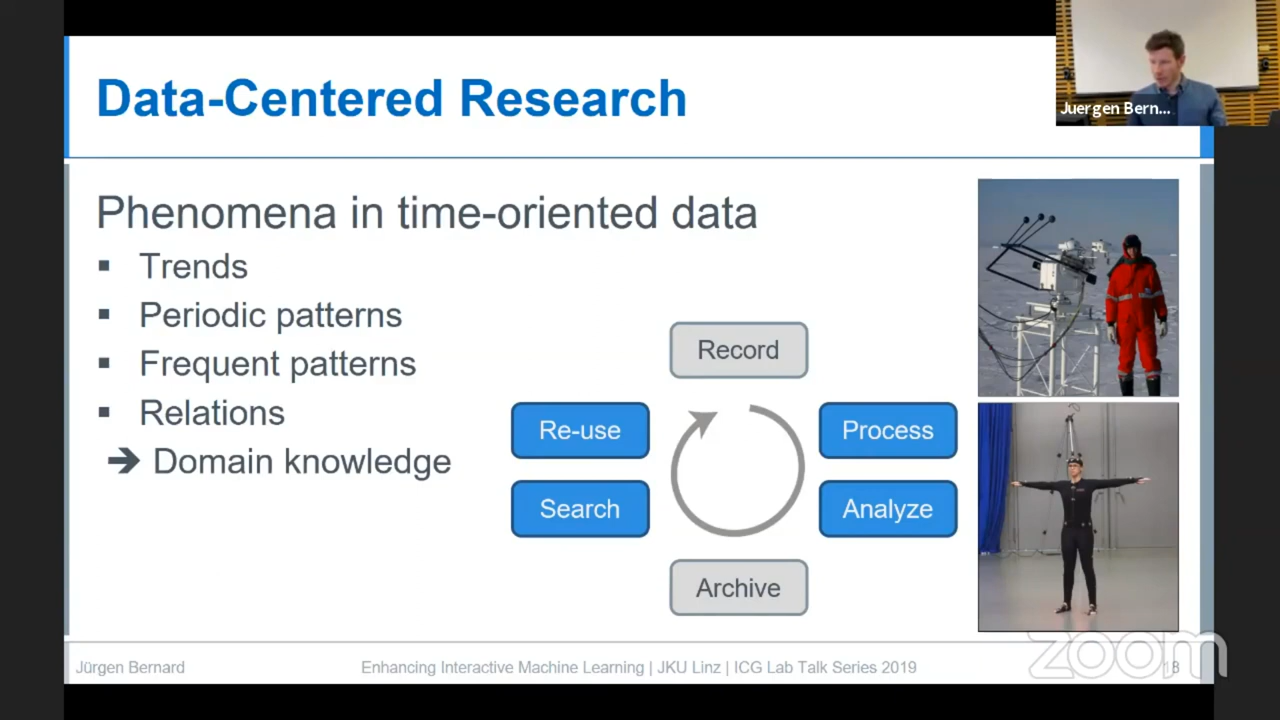 Data-Centered Research
Juergen Bern...
Phenomena in time-oriented data
▪ Trends
▪ Periodic patterns
▪ Frequent patterns
▪ Relations
➔ Domain knowledge
Record
Re-use
Process
Search
Analyze
Archive
Jürgen Bernard
Enhancing Interactive Machine Learning | JKU Linz | ICG Lab Talk Series 2019
18
zoom